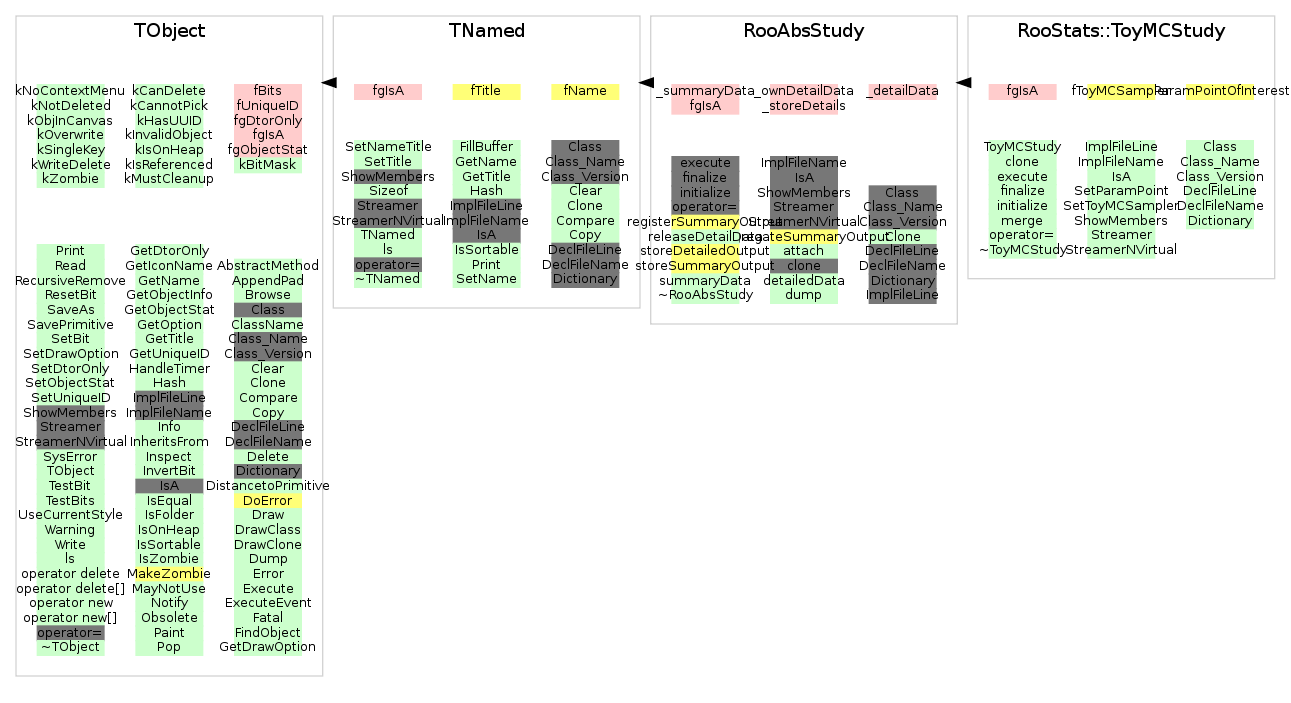 TObject
kNoContextMenu
kNotDeleted
kObjInCanvas
kOverwrite
kSingleKey
kWriteDelete
kZombie
kCanDelete
kCannotPick
kHasUUID
kInvalidObject
kIsOnHeap
kIsReferenced
kMustCleanup
fBits
fUniqueID
fgDtorOnly
fgIsA
fgObjectStat
kBitMask
Print
Read
RecursiveRemove
ResetBit
SaveAs
SavePrimitive
SetBit
SetDrawOption
SetDtorOnly
SetObjectStat
SetUniqueID
ShowMembers
Streamer
StreamerNVirtual
SysError
TObject
TestBit
TestBits
UseCurrentStyle
Warning
Write
ls
operator delete
operator delete[]
operator new
operator new[]
operator=
~TObject
GetDtorOnly
GetIconName
GetName
GetObjectInfo
GetObjectStat
GetOption
GetTitle
GetUniqueID
HandleTimer
Hash
ImplFileLine
ImplFileName
Info
InheritsFrom
Inspect
InvertBit
IsA
IsEqual
IsFolder
IsOnHeap
IsSortable
IsZombie
MakeZombie
MayNotUse
Notify
Obsolete
Paint
Pop
AbstractMethod
AppendPad
Browse
Class
ClassName
Class_Name
Class_Version
Clear
Clone
Compare
Copy
DeclFileLine
DeclFileName
Delete
Dictionary
DistancetoPrimitive
DoError
Draw
DrawClass
DrawClone
Dump
Error
Execute
ExecuteEvent
Fatal
FindObject
GetDrawOption
TNamed
fgIsA
fTitle
fName
SetNameTitle
SetTitle
ShowMembers
Sizeof
Streamer
StreamerNVirtual
TNamed
ls
operator=
~TNamed
FillBuffer
GetName
GetTitle
Hash
ImplFileLine
ImplFileName
IsA
IsSortable
Print
SetName
Class
Class_Name
Class_Version
Clear
Clone
Compare
Copy
DeclFileLine
DeclFileName
Dictionary
RooAbsStudy
_summaryData
fgIsA
_ownDetailData
_storeDetails
_detailData
execute
finalize
initialize
operator=
registerSummaryOutput
releaseDetailData
storeDetailedOutput
storeSummaryOutput
summaryData
~RooAbsStudy
ImplFileName
IsA
ShowMembers
Streamer
StreamerNVirtual
attach
clone
detailedData
dump
Class
Class_Name
Class_Version
Clone
DeclFileLine
DeclFileName
Dictionary
ImplFileLine
RooStats::ToyMCStudy
fgIsA
fToyMCSampler
ToyMCStudy
clone
execute
finalize
initialize
merge
operator=
~ToyMCStudy
ImplFileLine
ImplFileName
IsA
SetParamPoint
SetToyMCSampler
ShowMembers
Streamer
StreamerNVirtual
Class
Class_Name
Class_Version
DeclFileLine
DeclFileName
Dictionary